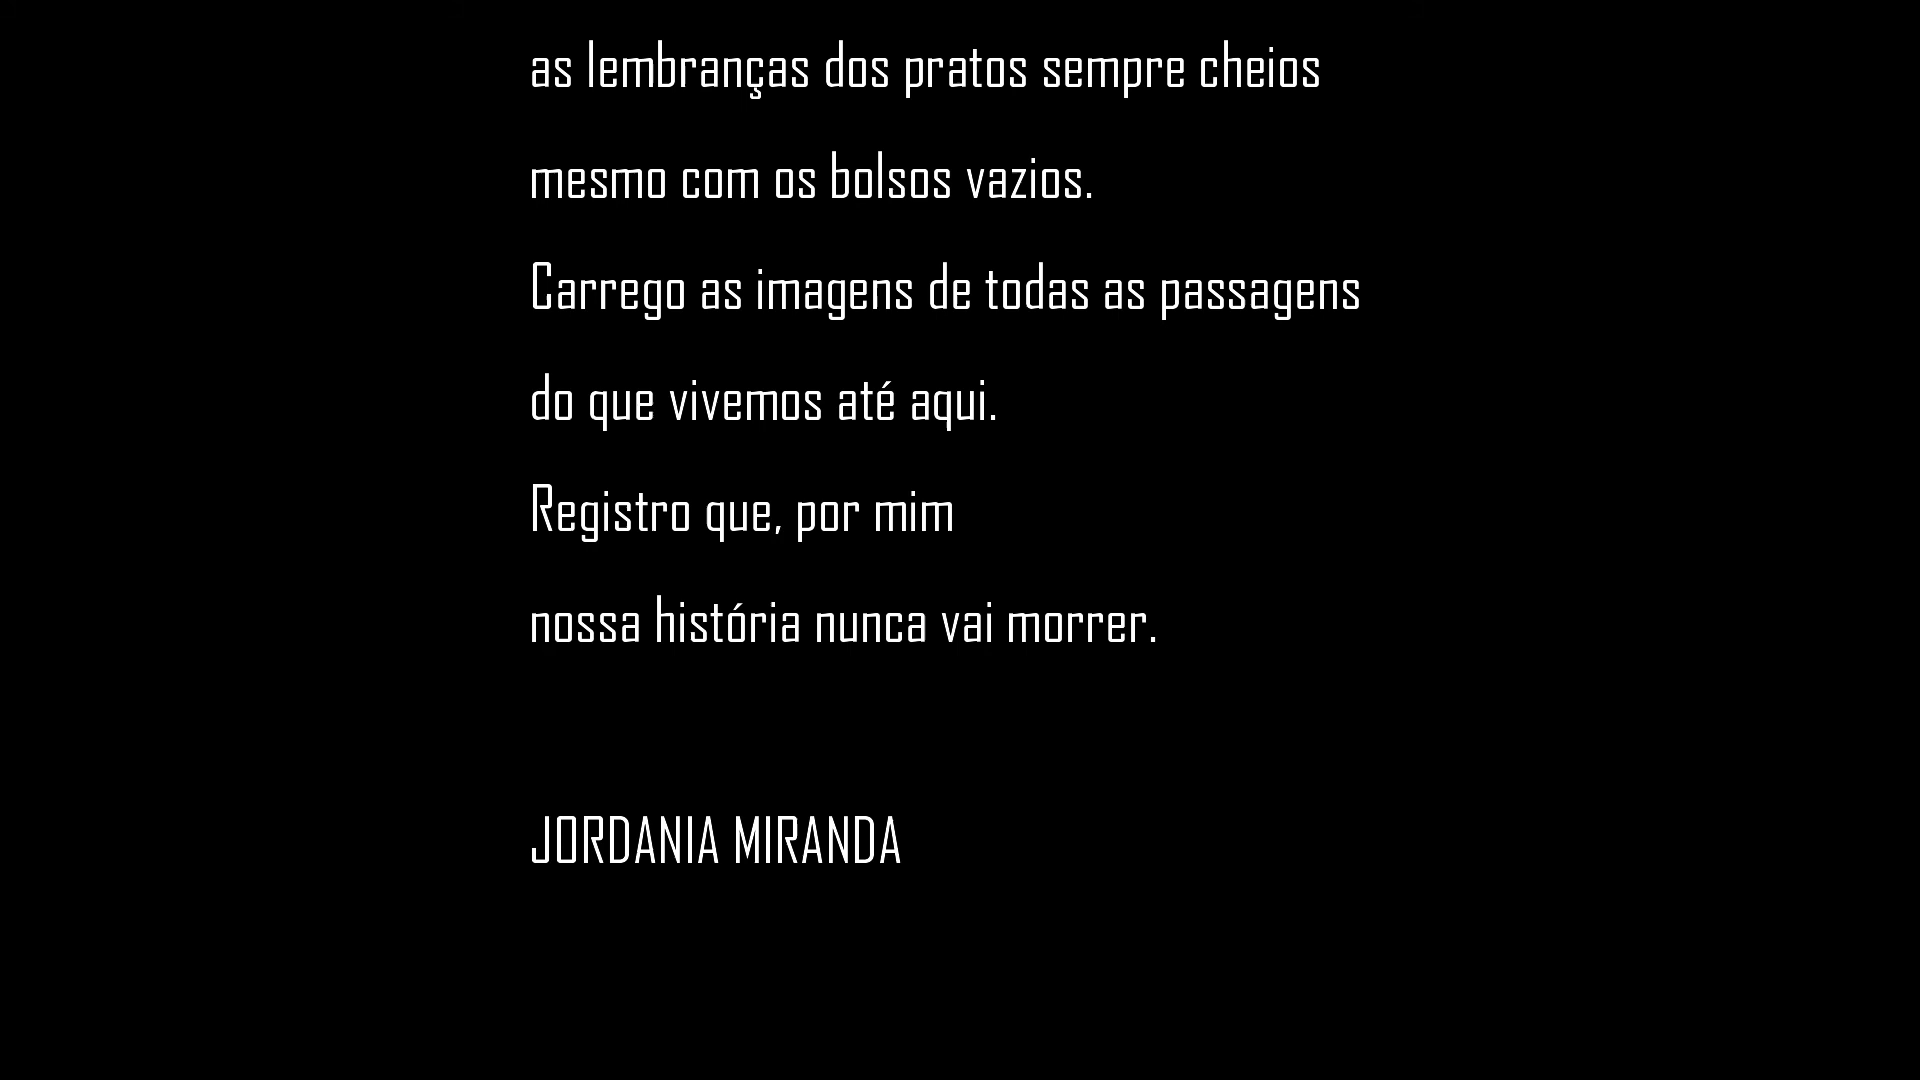 as lembranças dos pratos sempre cheios
mesmo com os bolsos vazios.
Carrego as imagens de todas as passagens
do que vivemos até aqui.
Registro que, por mim
nossa história nunca vai morrer.
JORDANIA MIRANDA